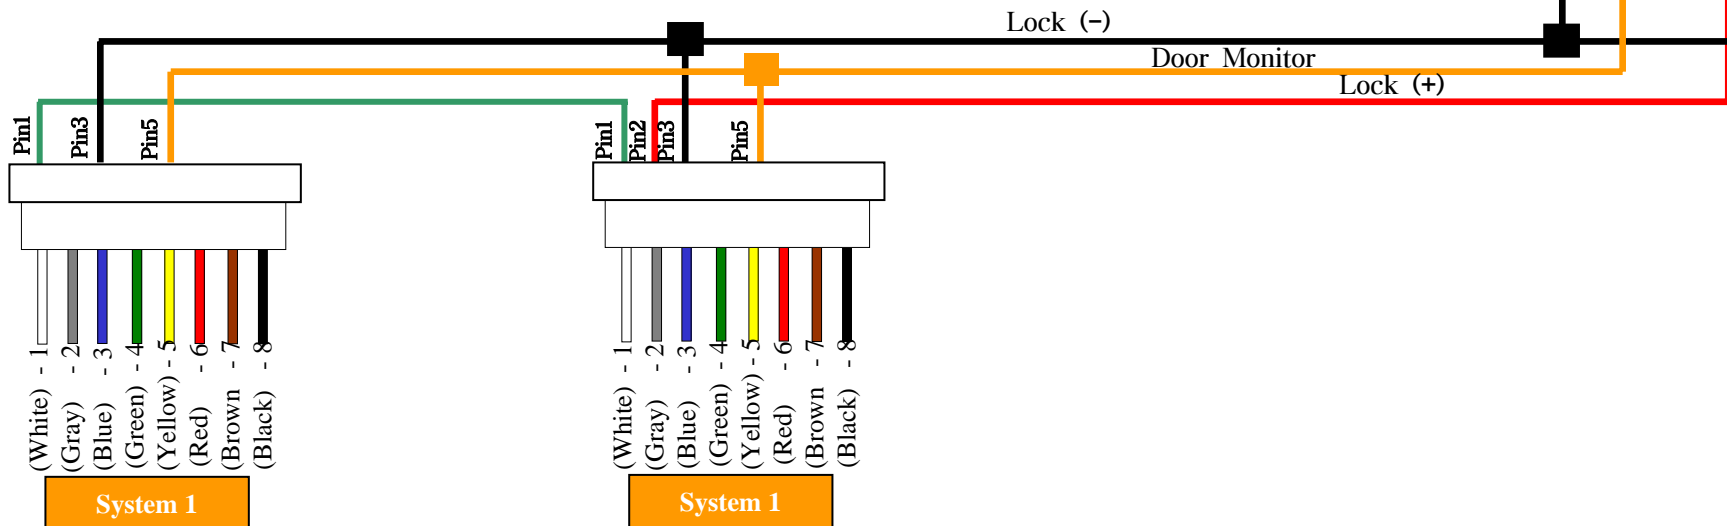 Lock (-)
Door Monitor
Lock (+)
Pin1
Pin3
Pin5
Pin1
Pin2
Pin3
Pin5
(White) - 1
(Gray) - 2
(Blue) - 3
(Green) - 4
(Yellow) - 5
(Red) - 6
(Brown - 7
(Black) - 8
(White) - 1
(Gray) - 2
(Blue) - 3
(Green) - 4
(Yellow) - 5
(Red) - 6
(Brown - 7
(Black) - 8
System 1
System 1